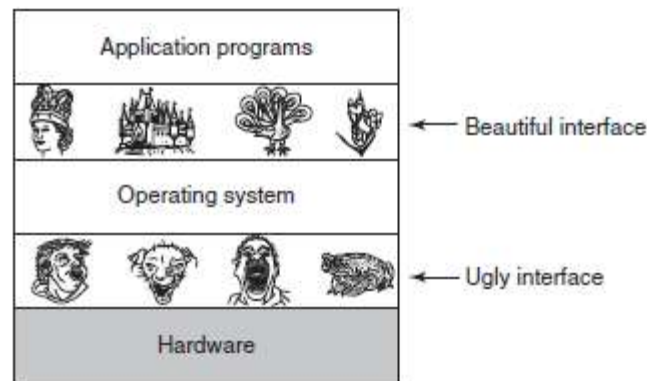 Application programs
Beautiful interface
Operating system
Ugly interface
Hardware